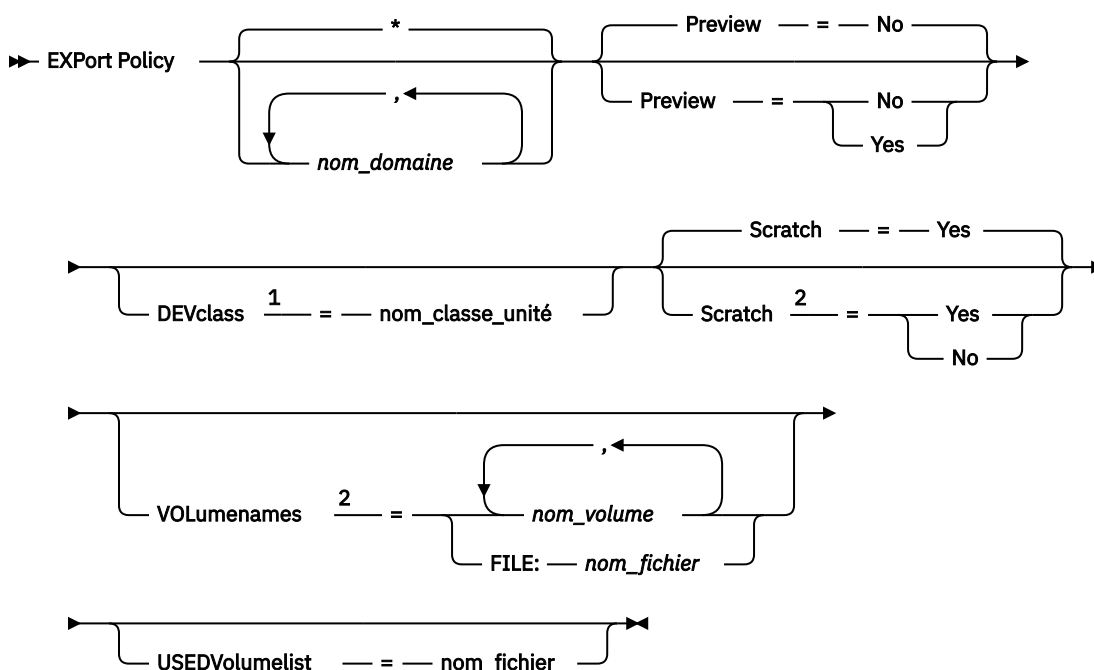 *
Preview = No
EXPort Policy
,
Preview = No
Yes
nom_domaine
Scratch = Yes
DEVclass 1 = nom_classe_unité
Scratch 2 = Yes
No
,
VOLumenames 2 = nom_volume
FILE: nom_fichier
USEDVolumelist = nom_fichier